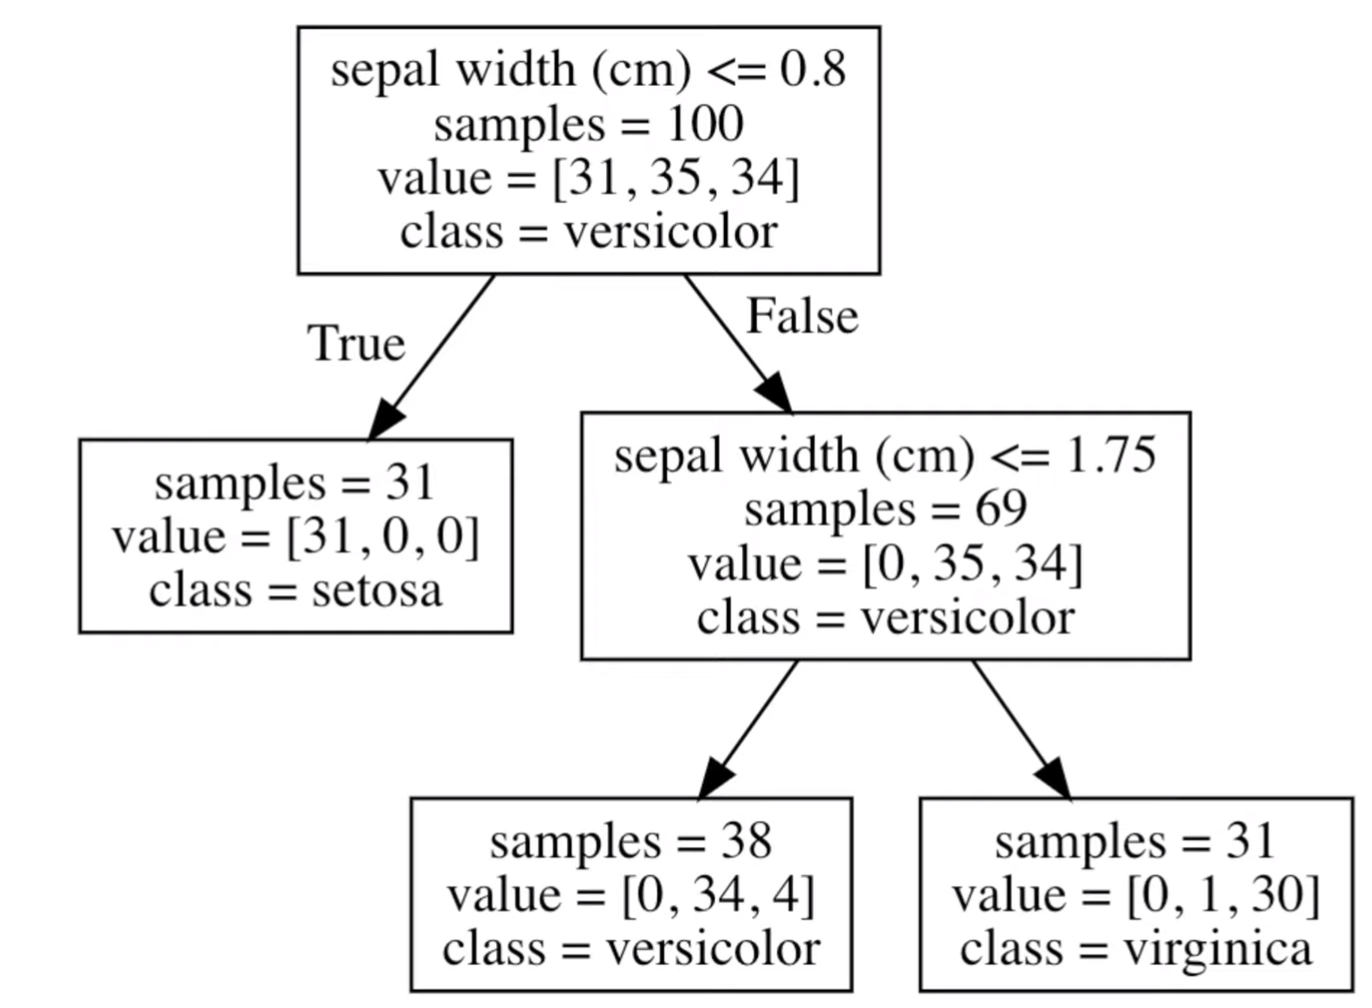 sepal width (cm) <= 0.8
samples = 100
value = [31, 35, 34]
class = versicolor
True
False
samples = 31
value = [31, 0, 0]
class = setosa
sepal width (cm) <= 1.75
samples = 69
value = [0, 35, 34]
class = versicolor
samples = 38
value = [0, 34, 4]
class = versicolor
samples = 31
value = [0, 1, 30]
class = virginica